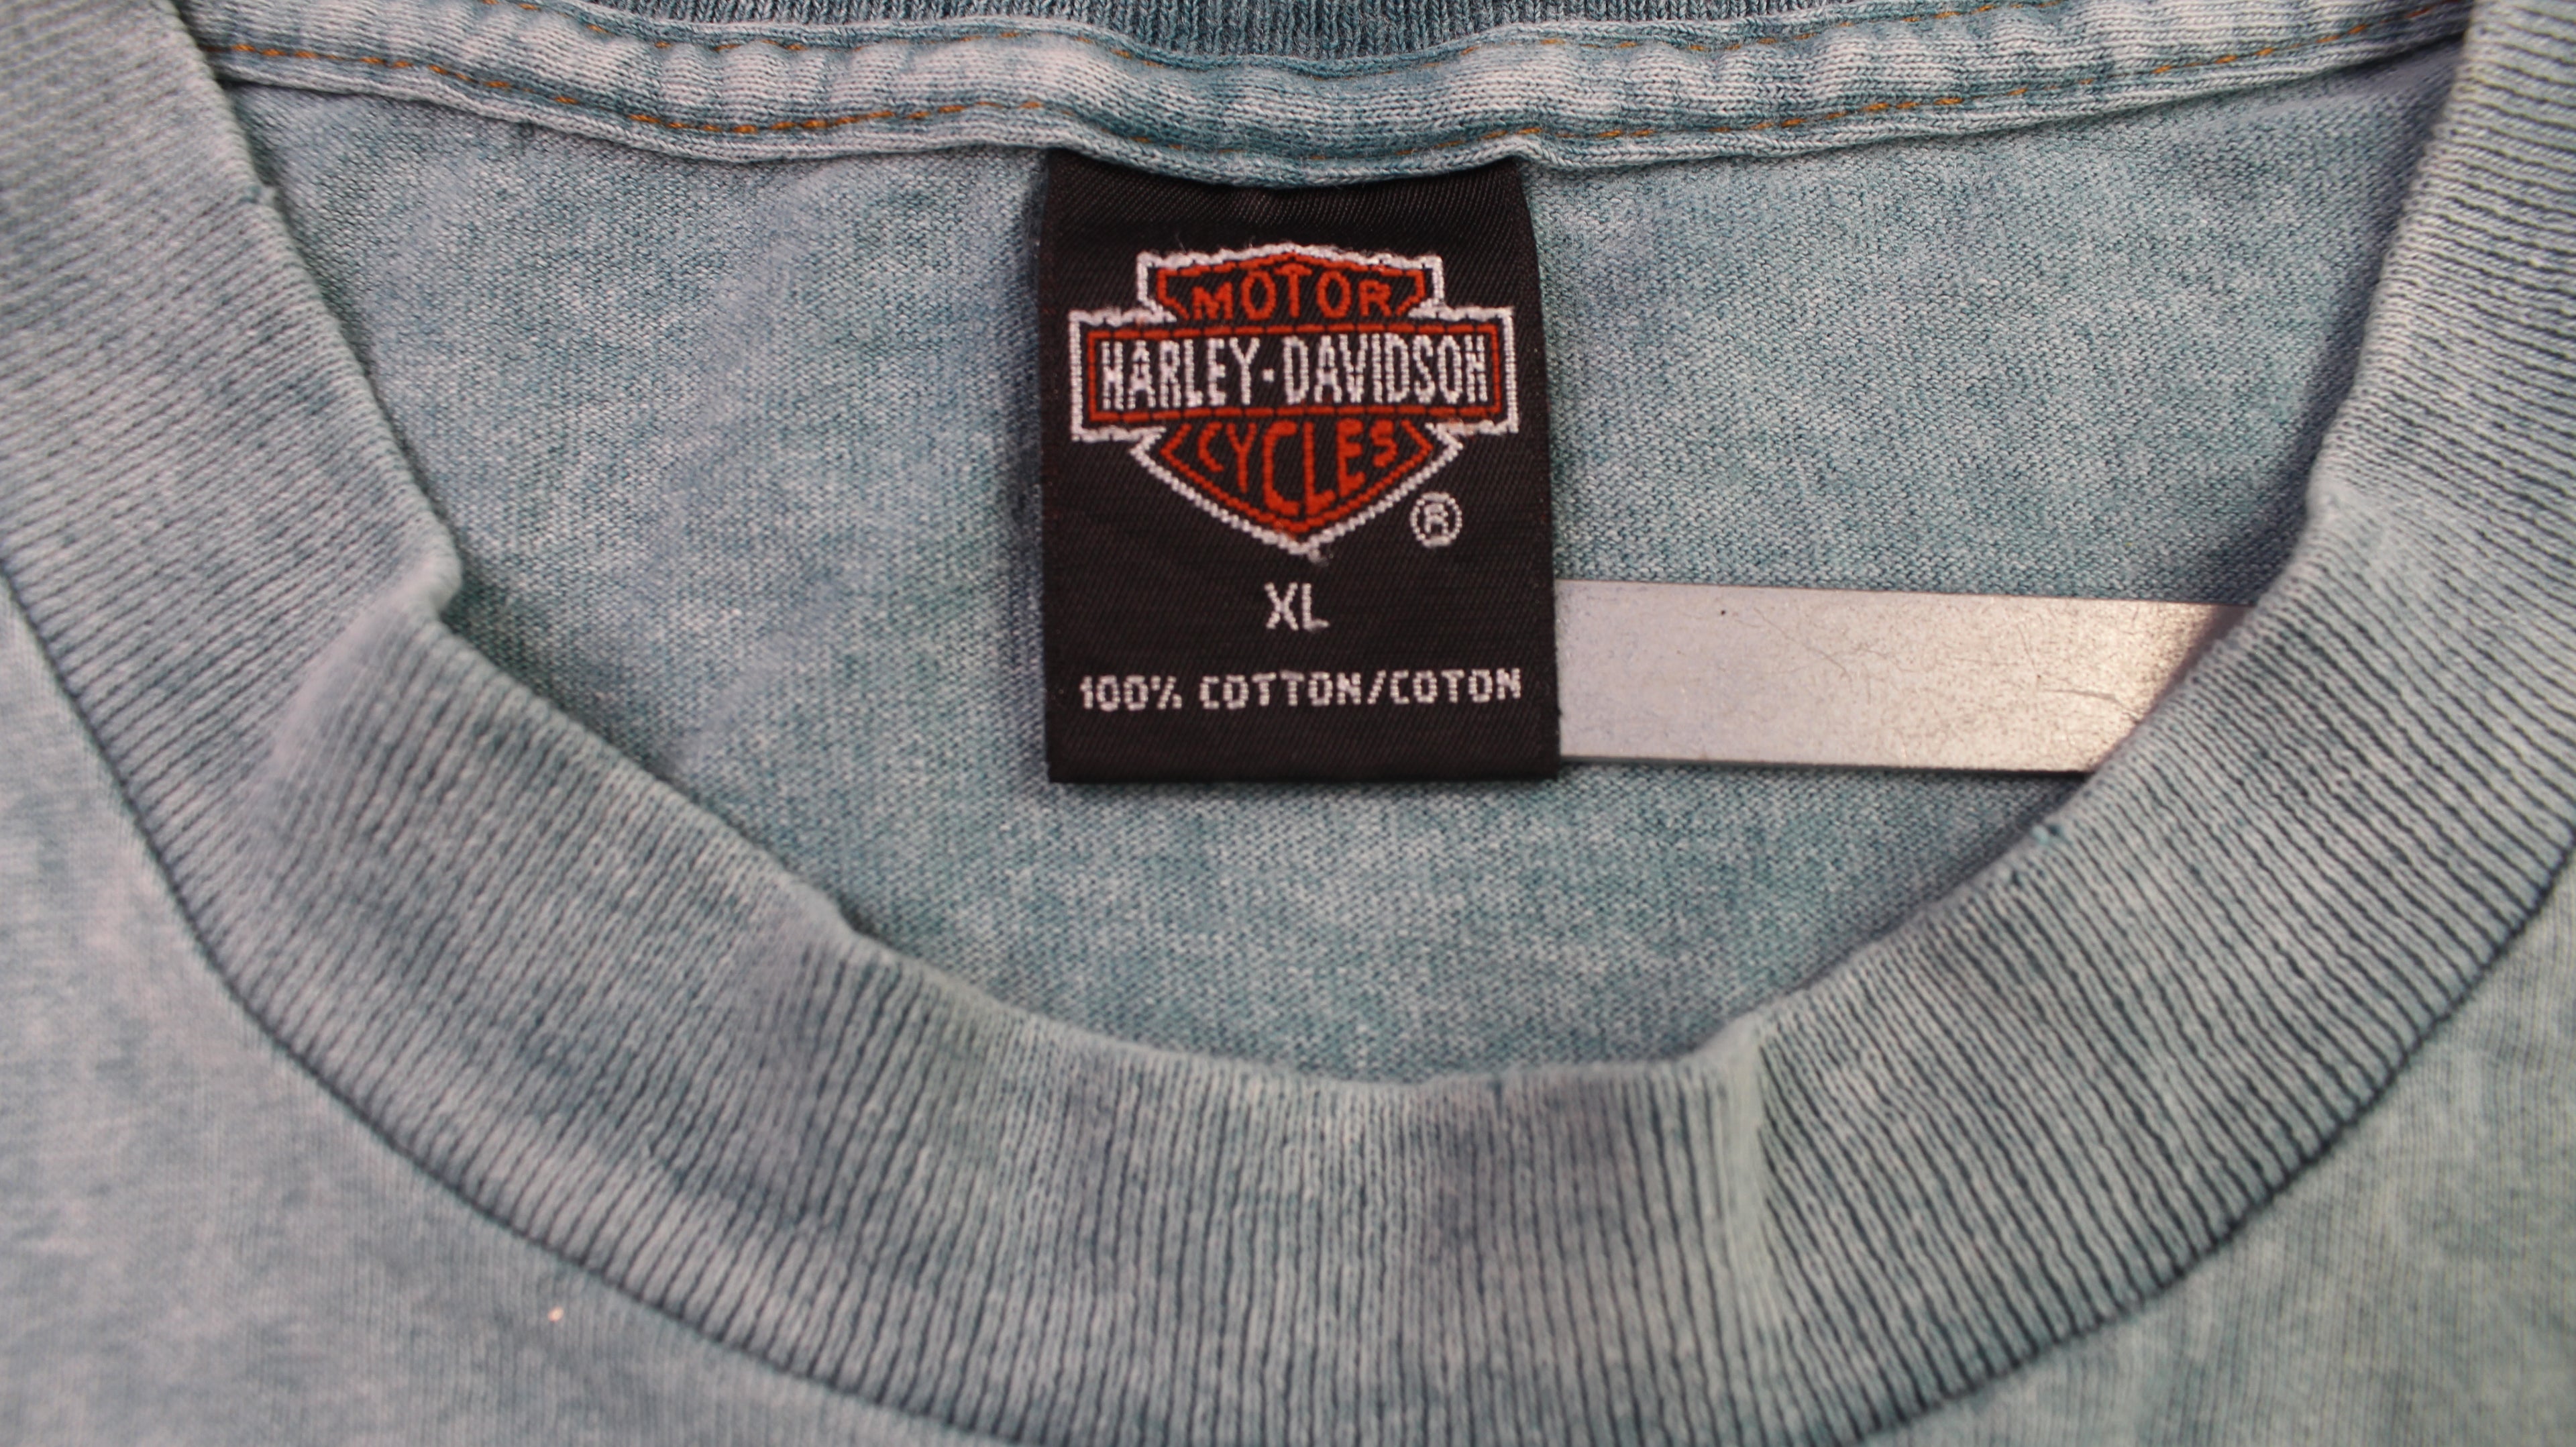 MOTOR
HARLEY-DAVIDSON
CYCLES
®
XL
100% COTTON/COTON